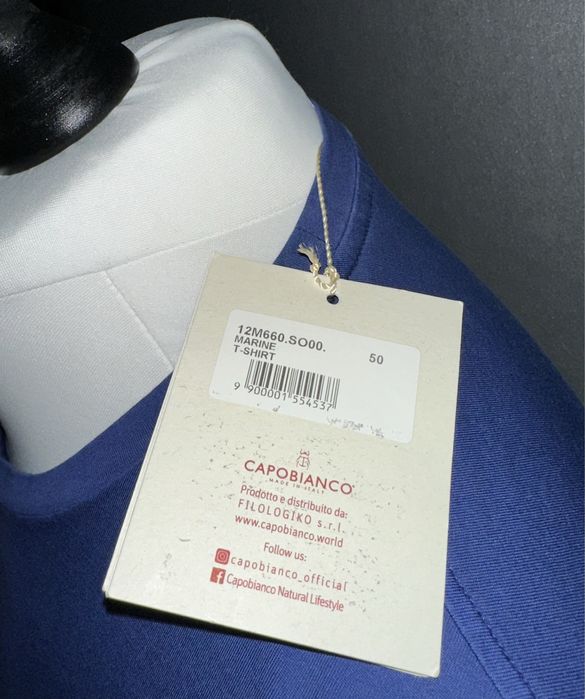 12M660.SO00. 50
MARINE
T-SHIRT
9 900001 554537
CAPOBIANCO
MADE IN ITALY
Prodotto e distribuito da:
FILOLOGIKO s.r.l.
www.capobianco.world
Follow us:
capobianco_official
Capobianco Natural Lifestyle